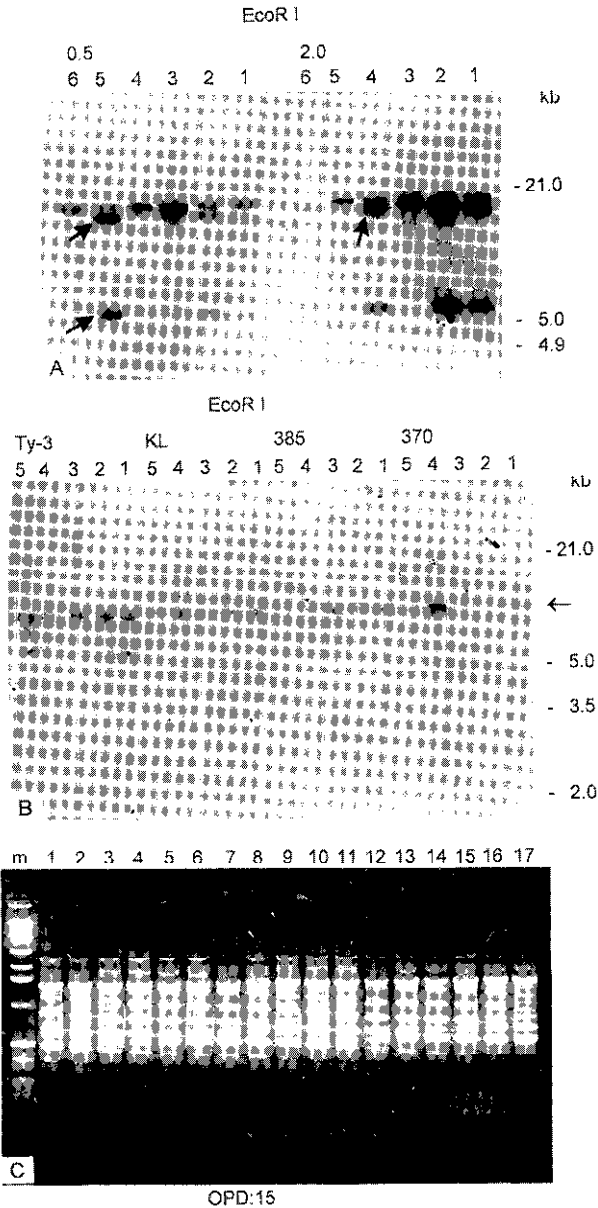 EcoR I
0.5 2.0
6 5 4 3 2 1 6 5 4 3 2 1
kb
- 21.0
- 5.0
- 4.9
A
EcoR I
Ty-3 KL 385 370
5 4 3 2 1 5 4 3 2 1 5 4 3 2 1 5 4 3 2 1
kb
- 21.0
←
- 5.0
- 3.5
- 2.0
B
m 1 2 3 4 5 6 7 8 9 10 11 12 13 14 15 16 17
C
OPD:15